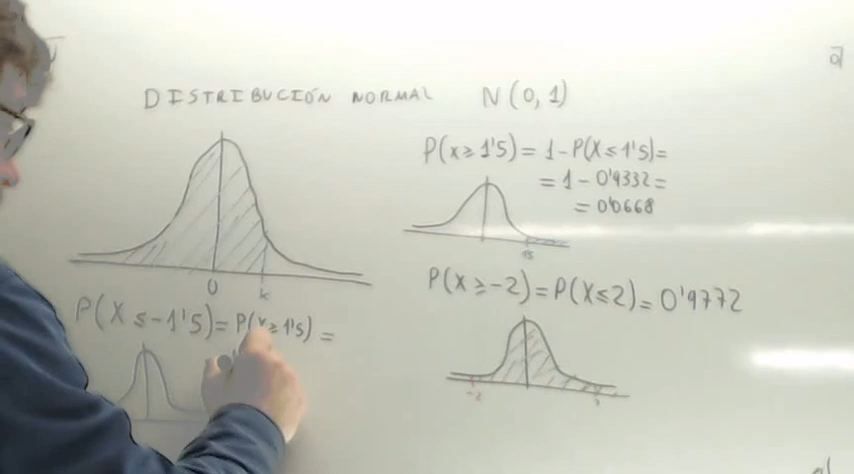 DISTRIBUCIÓN NORMAL N(0,1)
0
k
P(X≤-1'5)=P(X≥1'5)=
P(X≥1'5)=1-P(X≤1'5)=
=1-0'9332=
=0'0668
1'5
P(X≥-2)=P(X≤2)=0'9772
-2
2